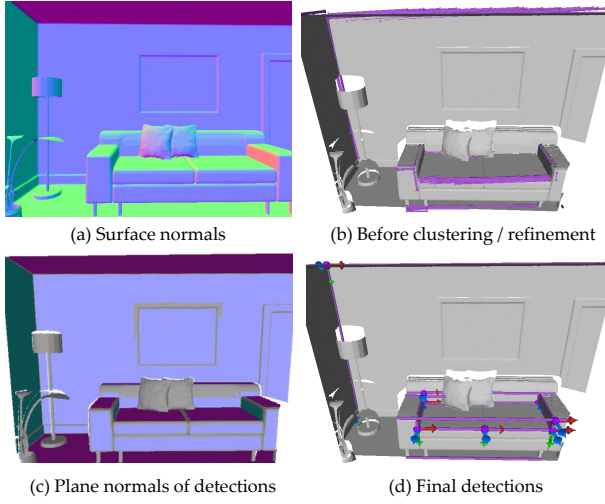 (a) Surface normals
(b) Before clustering / refinement
(c) Plane normals of detections
(d) Final detections